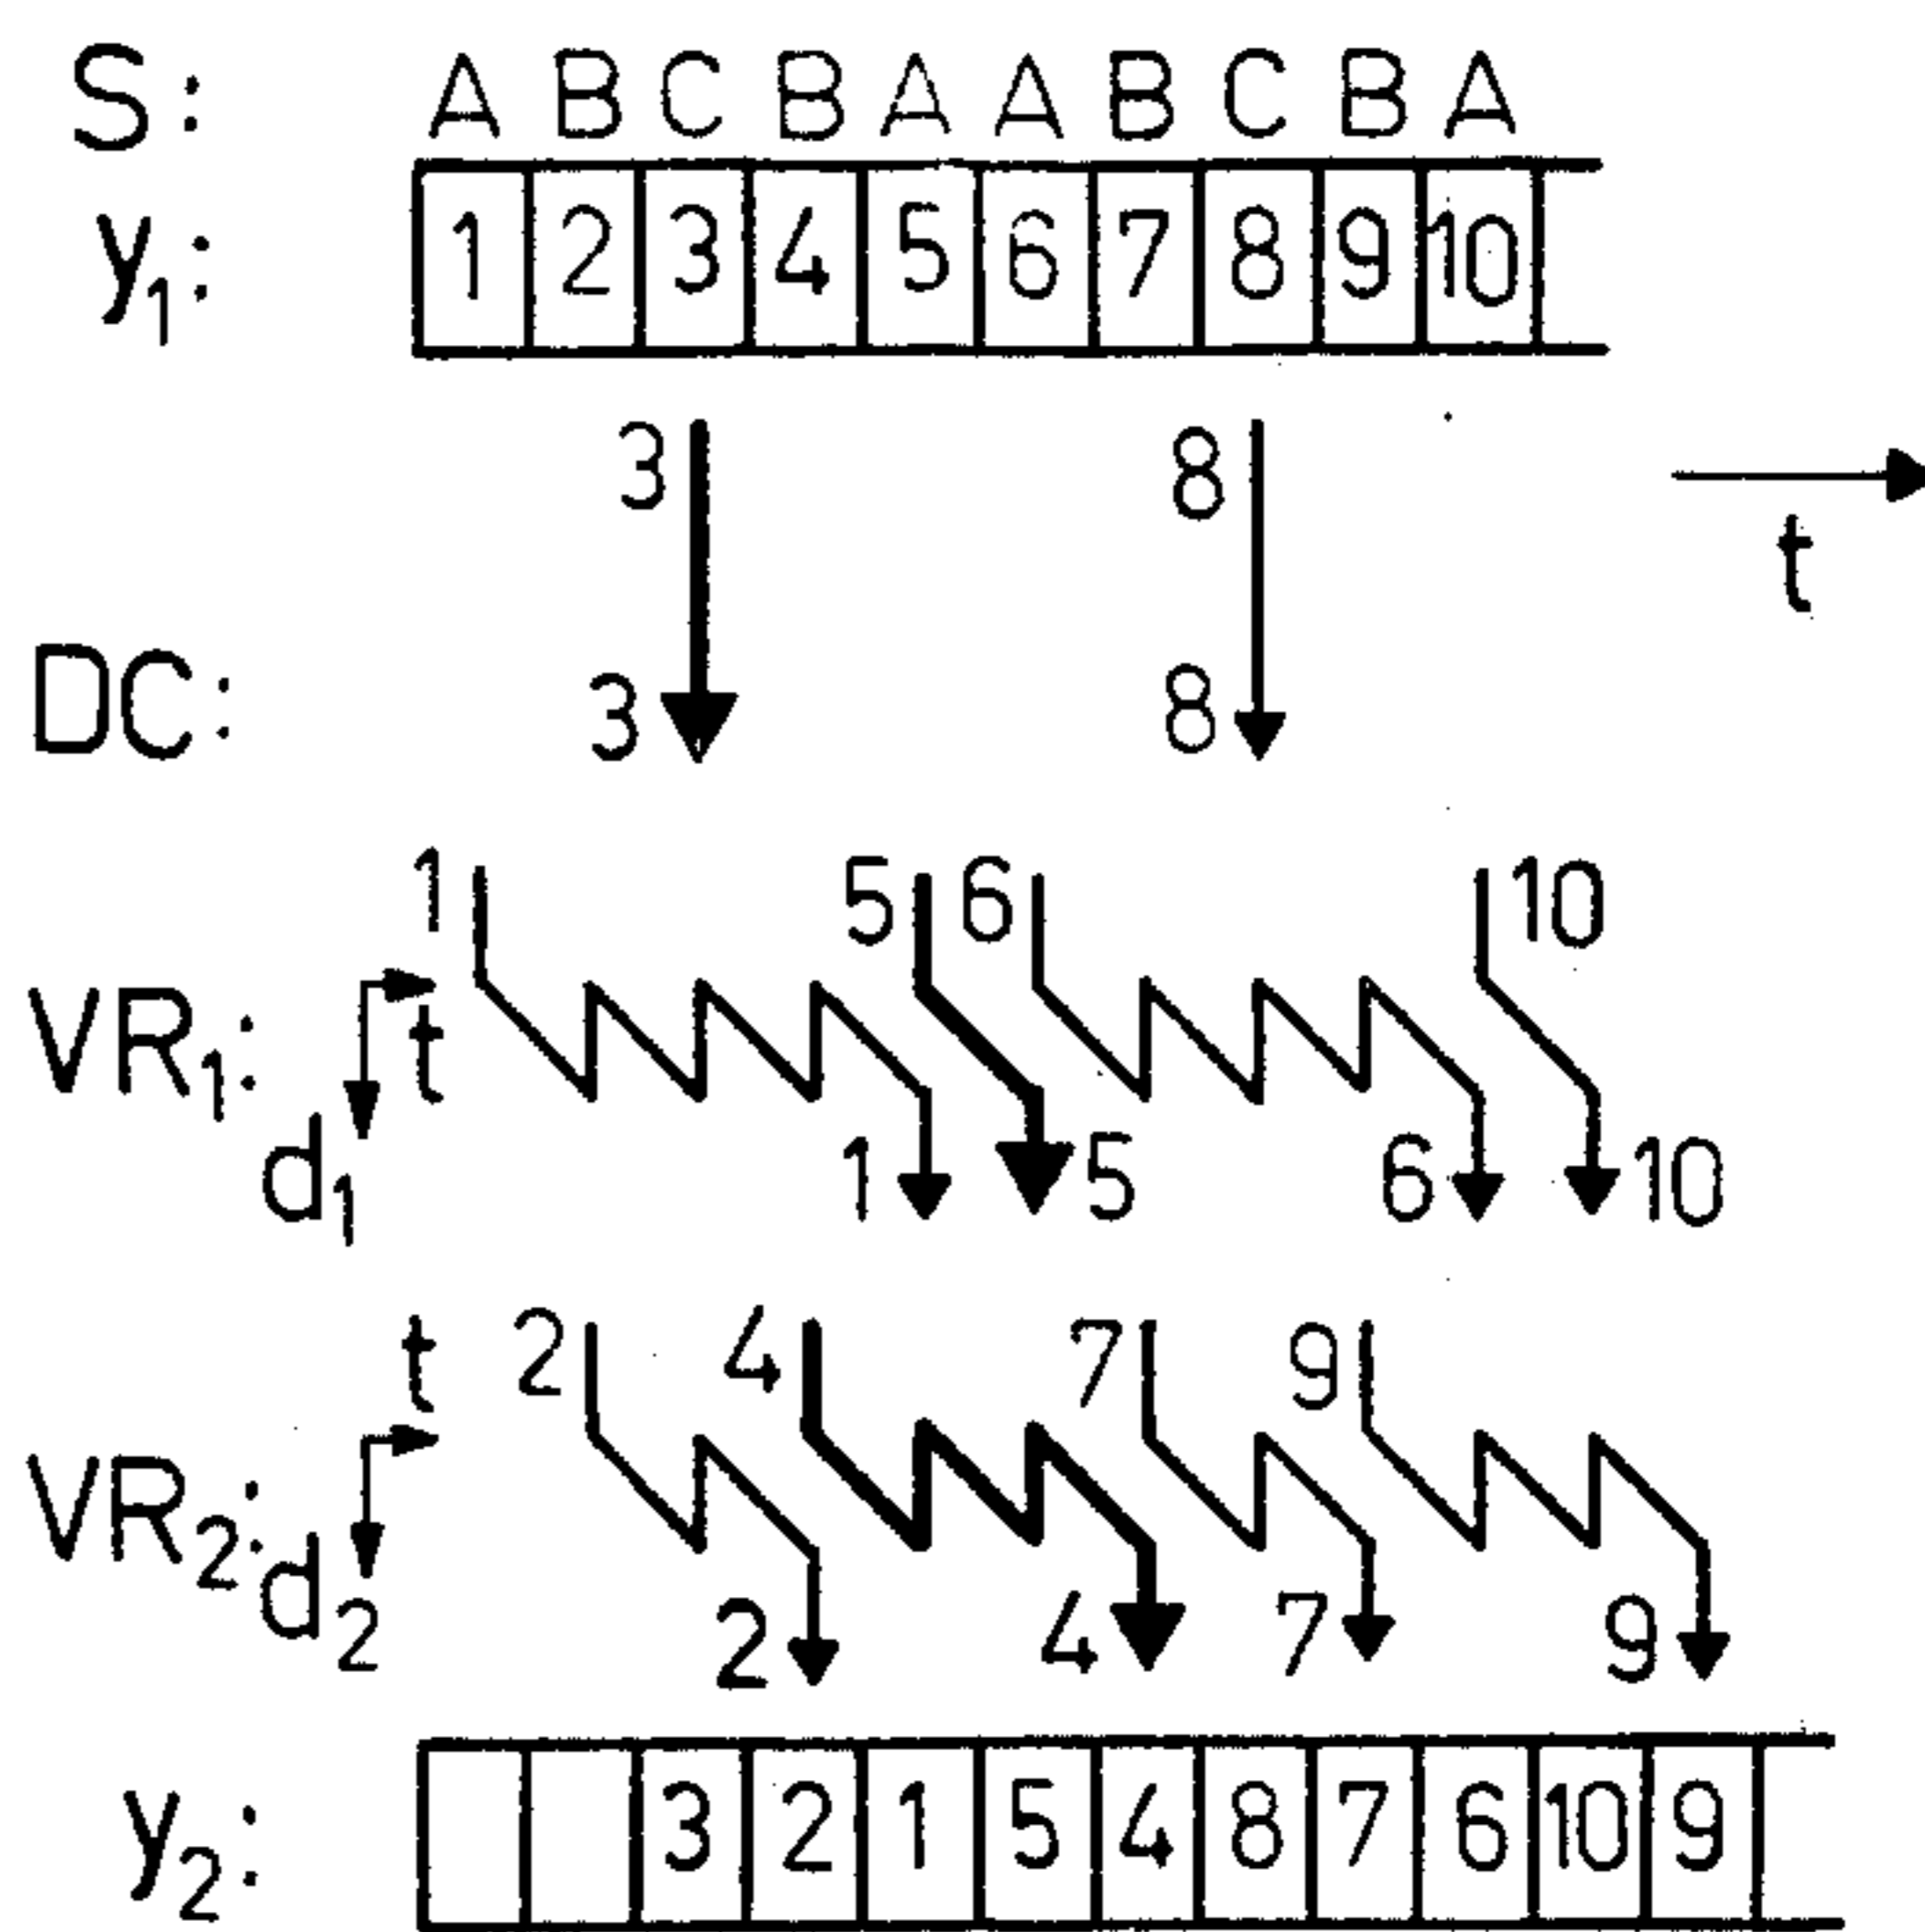 S: A B C B A A B C B A
y1: 1 2 3 4 5 6 7 8 9 10
3 8
t
DC: 3 8
1 5 6 10
VR1: t
d1 1 5 6 10
t 2 4 7 9
VR2:
d2 2 4 7 9
y2: 3 2 1 5 4 8 7 6 10 9